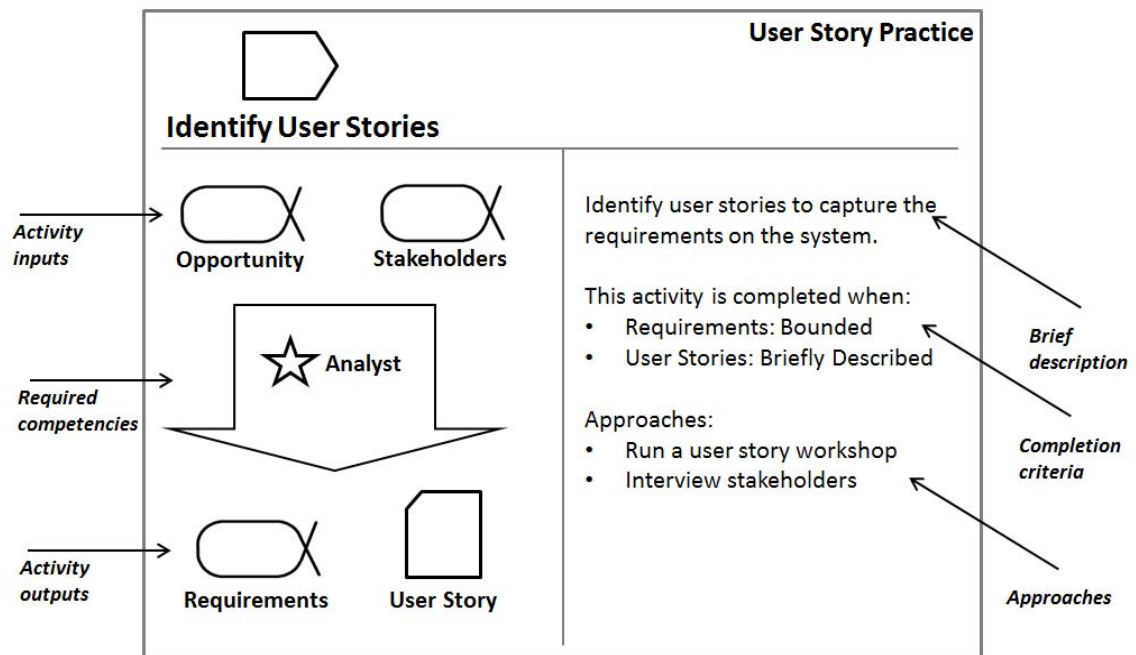 User Story Practice
Identify User Stories
Activity
inputs
Opportunity
Stakeholders
Required
competencies
Analyst
Activity
outputs
Requirements
User Story
Identify user stories to capture the
requirements on the system.
This activity is completed when:
• Requirements: Bounded
• User Stories: Briefly Described
Approaches:
• Run a user story workshop
• Interview stakeholders
Brief
description
Completion
criteria
Approaches